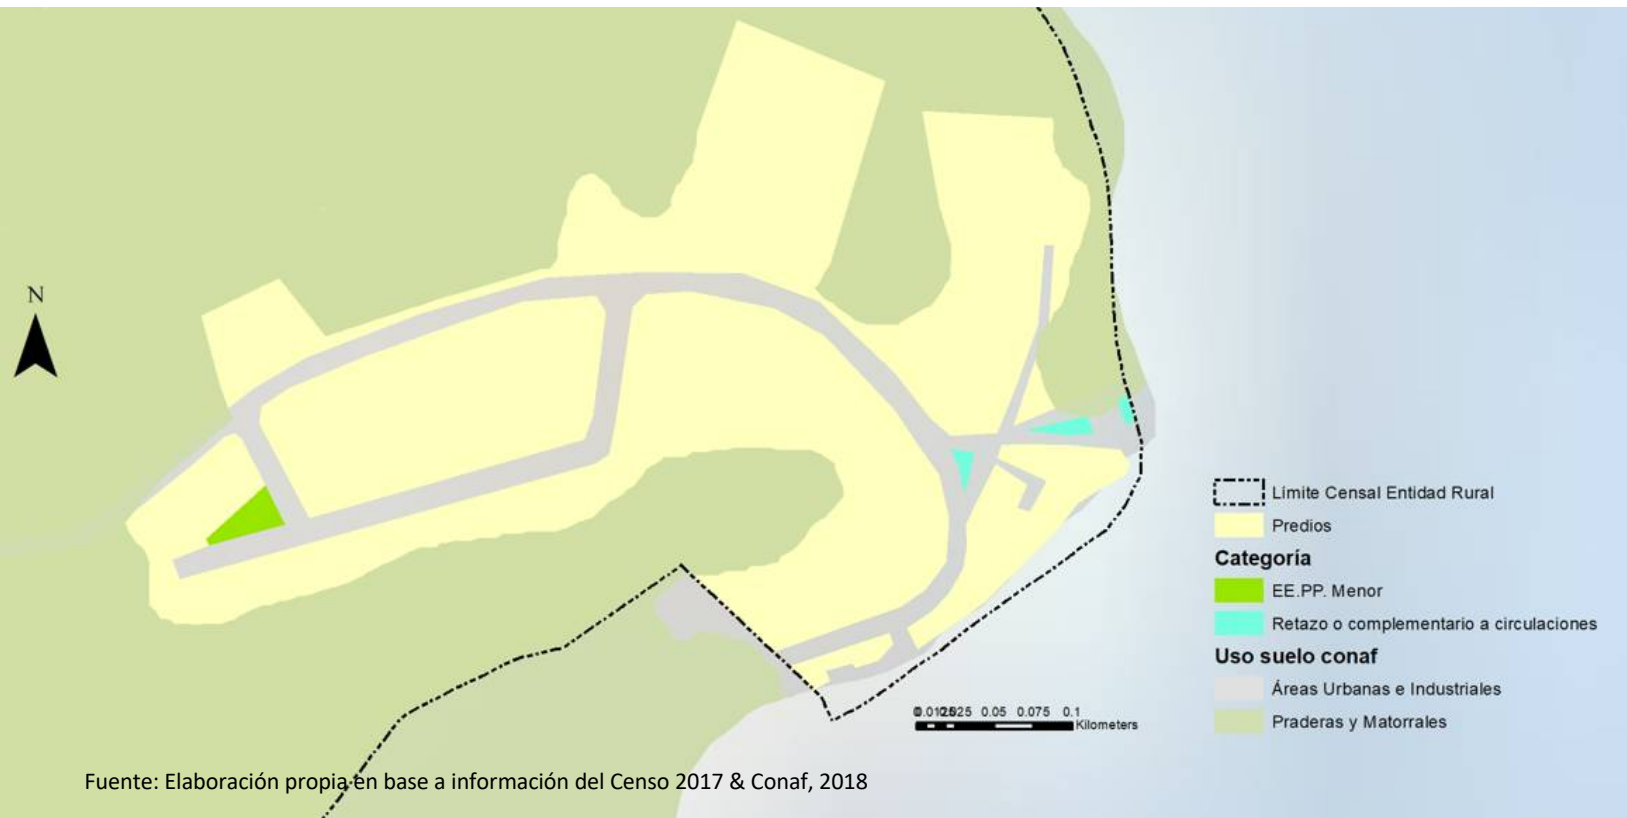 N
Límite Censal Entidad Rural
Predios
Categoría
EE.PP. Menor
Retazo o complementario a circulaciones
Uso suelo conaf
Áreas Urbanas e Industriales
Praderas y Matorrales
0.05 0.075 0.1
Kilometers
Fuente: Elaboración propia en base a información del Censo 2017 & Conaf, 2018